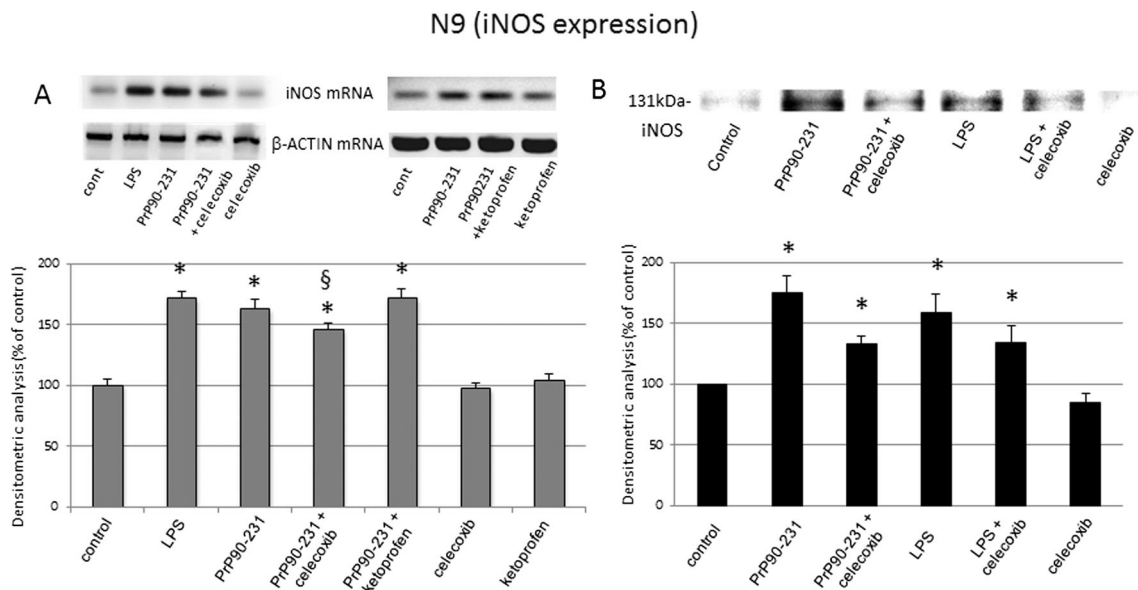 N9 (iNOS expression)
A
iNOS mRNA
β-ACTIN mRNA
cont
LPS
PrP90-231
PrP90-231
+celecoxib
celecoxib
cont
PrP90-231
PrP90231
+ketoprofen
ketoprofen
Densitometric analysis (% of control)
200
150
100
50
0
*
*
§
*
*
control
LPS
PrP90-231
PrP90-231+
celecoxib
PrP90-231+
ketoprofen
celecoxib
ketoprofen
B
131kDa-
iNOS
Control
PrP90-231
PrP90-231 +
celecoxib
LPS
LPS +
celecoxib
celecoxib
Densitometric analysis (% of control)
200
150
100
50
0
*
*
*
*
control
PrP90-231
PrP90-231 +
celecoxib
LPS
LPS +
celecoxib
celecoxib